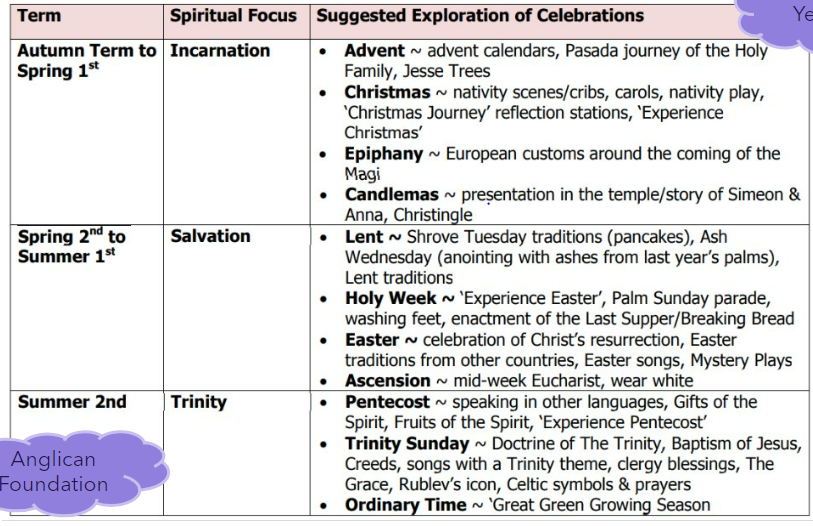 Term Spiritual Focus Suggested Exploration of Celebrations
Autumn Term to Spring 1st
Incarnation
• Advent ~ advent calendars, Pasada journey of the Holy
Family, Jesse Trees
• Christmas ~ nativity scenes/cribs, carols, nativity play,
‘Christmas Journey’ reflection stations, ‘Experience
Christmas’
• Epiphany ~ European customs around the coming of the
Magi
• Candlemas ~ presentation in the temple/story of Simeon &
Anna, Christingle
Spring 2nd to
Summer 1st
Salvation
• Lent ~ Shrove Tuesday traditions (pancakes), Ash
Wednesday (anointing with ashes from last year’s palms),
Lent traditions
• Holy Week ~ ‘Experience Easter’, Palm Sunday parade,
washing feet, enactment of the Last Supper/Breaking Bread
• Easter ~ celebration of Christ’s resurrection, Easter
traditions from other countries, Easter songs, Mystery Plays
• Ascension ~ mid-week Eucharist, wear white
Summer 2nd
Trinity
• Pentecost ~ speaking in other languages, Gifts of the
Spirit, Fruits of the Spirit, ‘Experience Pentecost’
• Trinity Sunday ~ Doctrine of The Trinity, Baptism of Jesus,
Creeds, songs with a Trinity theme, clergy blessings, The
Grace, Rublev’s icon, Celtic symbols & prayers
• Ordinary Time ~ ‘Great Green Growing Season
Anglican
Foundation